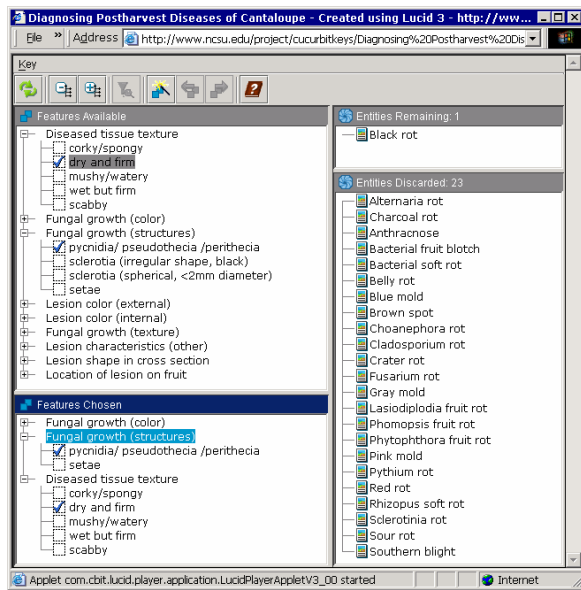 Diagnosing Postharvest Diseases of Cantaloupe - Created using Lucid 3 - http://ww...
File » Address http://www.ncsu.edu/project/cucurbitkeys/Diagnosing%20Postharvest%20Dis
Key
Features Available
Diseased tissue texture
corky/spongy
dry and firm
mushy/watery
wet but firm
scabby
Fungal growth (color)
Fungal growth (structures)
pycnidia/ pseudothecia /perithecia
sclerotia (irregular shape, black)
sclerotia (spherical, <2mm diameter)
setae
Lesion color (external)
Lesion color (internal)
Fungal growth (texture)
Lesion characteristics (other)
Lesion shape in cross section
Location of lesion on fruit
Features Chosen
Fungal growth (color)
Fungal growth (structures)
pycnidia/ pseudothecia /perithecia
setae
Diseased tissue texture
corky/spongy
dry and firm
mushy/watery
wet but firm
scabby
Entities Remaining: 1
Black rot
Entities Discarded: 23
Alternaria rot
Charcoal rot
Anthracnose
Bacterial fruit blotch
Bacterial soft rot
Belly rot
Blue mold
Brown spot
Choanephora rot
Cladosporium rot
Crater rot
Fusarium rot
Gray mold
Lasiodiplodia fruit rot
Phomopsis fruit rot
Phytophthora fruit rot
Pink mold
Pythium rot
Red rot
Rhizopus soft rot
Sclerotinia rot
Sour rot
Southern blight
Applet com.cbit.lucid.player.application.LucidPlayerAppletV3_00 started
Internet